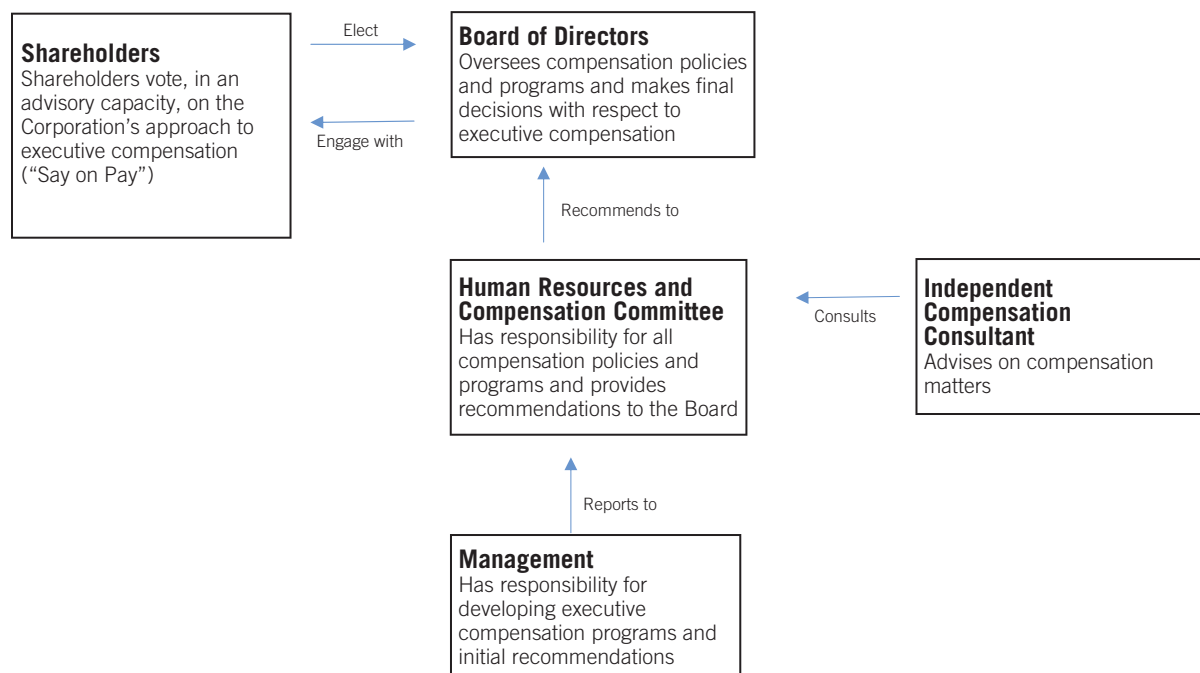 Shareholders
Shareholders vote, in an
advisory capacity, on the
Corporation’s approach to
executive compensation
(“Say on Pay”)
Elect
Engage with
Board of Directors
Oversees compensation policies
and programs and makes final
decisions with respect to
executive compensation
Recommends to
Human Resources and
Compensation Committee
Has responsibility for all
compensation policies and
programs and provides
recommendations to the Board
Consults
Independent
Compensation
Consultant
Advises on compensation
matters
Reports to
Management
Has responsibility for
developing executive
compensation programs and
initial recommendations